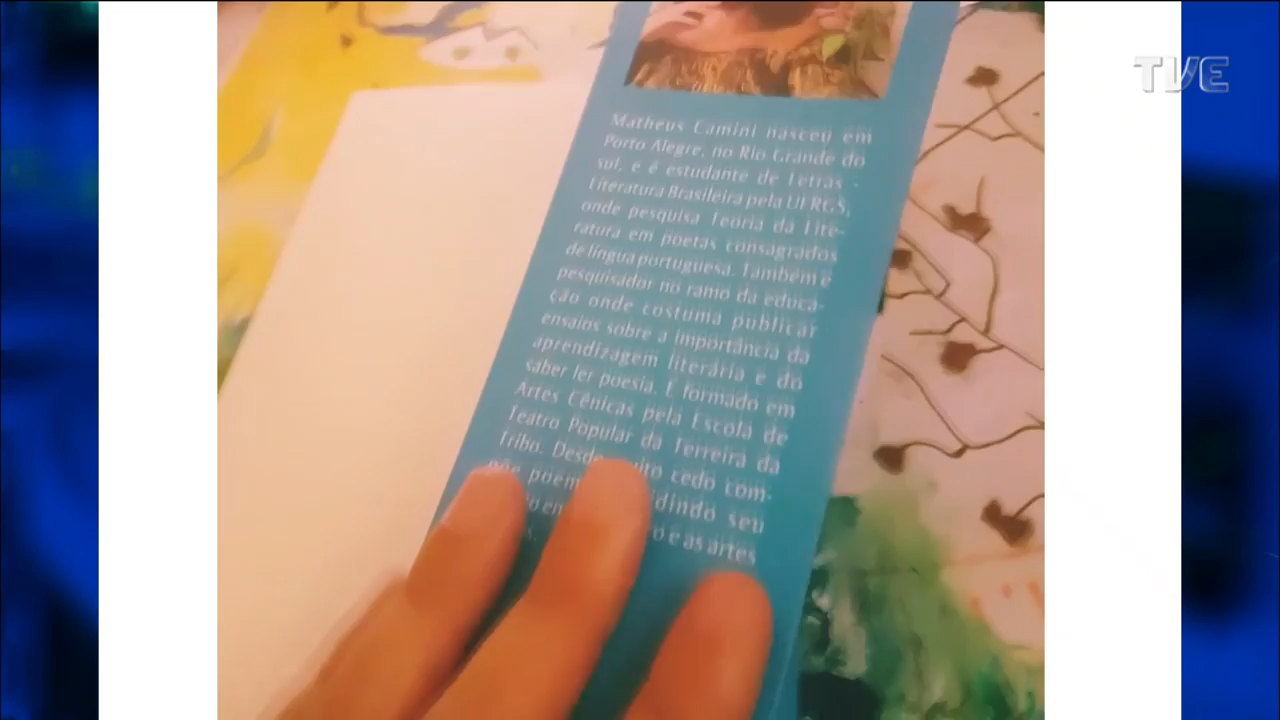 TVE
Matheus Camini nasceu em
Porto Alegre, no Rio Grande do
sul, e é estudante de Letras -
Literatura Brasileira pela UFRGS,
onde pesquisa Teoria da Lite-
ratura em poetas consagrados
de língua portuguesa. Também é
pesquisador no ramo da educa-
ção onde costuma publicar
ensaios sobre a importância da
aprendizagem literária e do
saber ler poesia. É formado em
Artes Cênicas pela Escola de
Teatro Popular da Terreira da
Tribo. Desde cedo com-
põe seu
e as artes